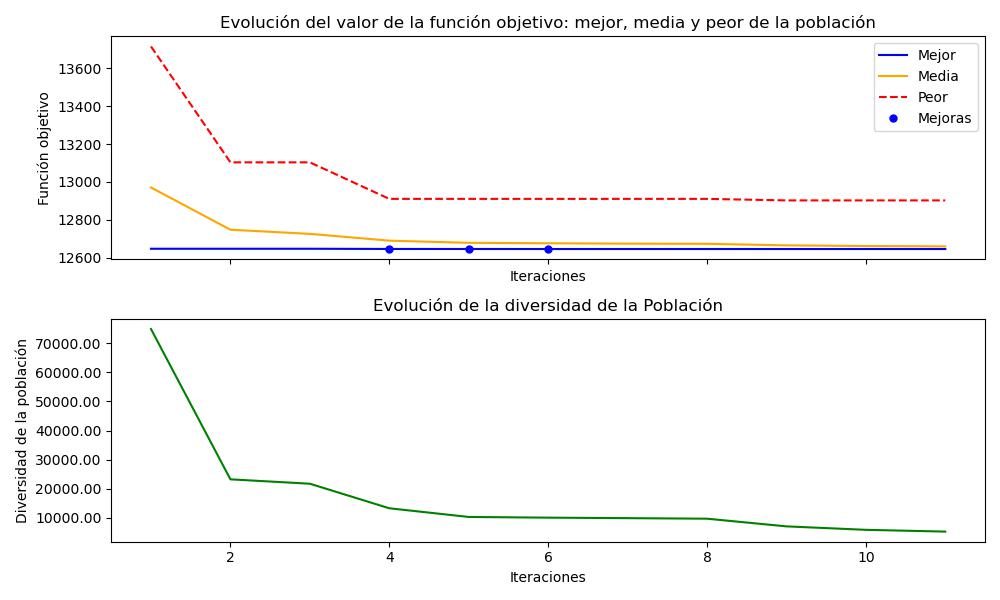 Evolución del valor de la función objetivo: mejor, media y peor de la población
Función objetivo
13600
13400
13200
13000
12800
12600
Mejor
Media
Peor
Mejoras
Iteraciones
Evolución de la diversidad de la Población
Diversidad de la población
70000.00
60000.00
50000.00
40000.00
30000.00
20000.00
10000.00
2 4 6 8 10
Iteraciones